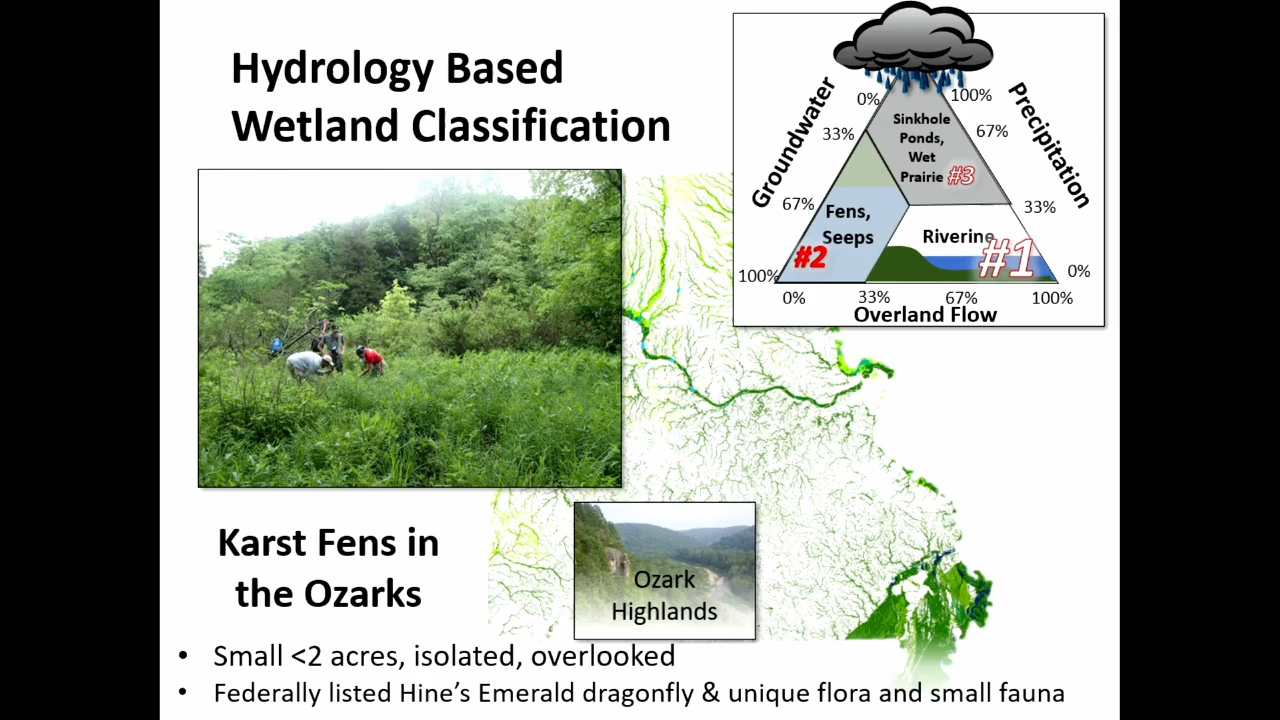 Hydrology Based
Wetland Classification
Groundwater
Precipitation
0%
100%
33%
67%
67%
33%
100%
0%
Sinkhole
Ponds,
Wet
Prairie #3
Fens,
Seeps
#2
Riverine
#1
0%
33%
67%
100%
Overland Flow
Karst Fens in
the Ozarks
Ozark
Highlands
• Small <2 acres, isolated, overlooked
• Federally listed Hine’s Emerald dragonfly & unique flora and small fauna